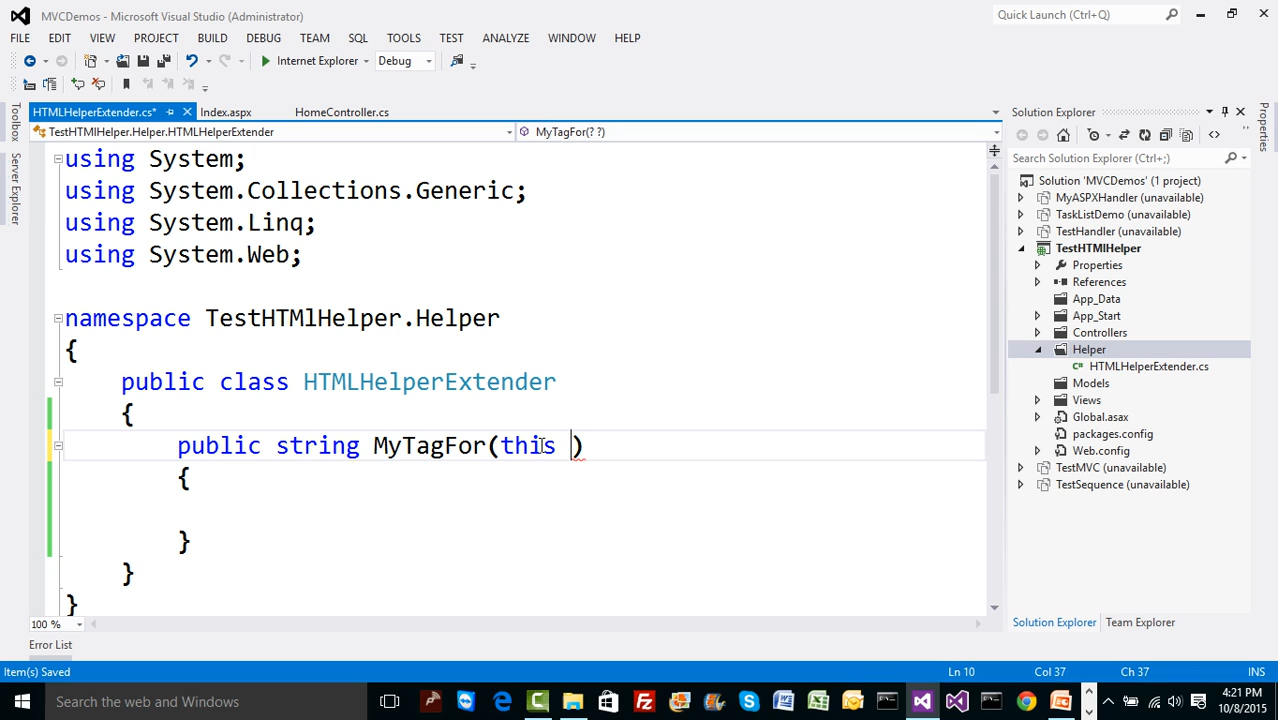 MVCDemos - Microsoft Visual Studio (Administrator)
Quick Launch (Ctrl+Q)
FILE EDIT VIEW PROJECT BUILD DEBUG TEAM SQL TOOLS TEST ANALYZE WINDOW HELP
Internet Explorer Debug
HTMLHelperExtender.cs* Index.aspx HomeController.cs
TestHTMlHelper.Helper.HTMLHelperExtender MyTagFor(? ?)
Toolbox
Server Explorer
using System;
using System.Collections.Generic;
using System.Linq;
using System.Web;
namespace TestHTMlHelper.Helper
{
public class HTMLHelperExtender
{
public string MyTagFor(this )
{
}
}
}
100 %
Solution Explorer
Search Solution Explorer (Ctrl+;)
Solution 'MVCDemos' (1 project)
MyASPXHandler (unavailable)
TaskListDemo (unavailable)
TestHandler (unavailable)
TestHTMlHelper
Properties
References
App_Data
App_Start
Controllers
Helper
HTMLHelperExtender.cs
Models
Views
Global.asax
packages.config
Web.config
TestMVC (unavailable)
TestSequence (unavailable)
Solution Explorer Team Explorer
Properties
Error List
Item(s) Saved Ln 10 Col 37 Ch 37 INS
Search the web and Windows
4:21 PM
10/8/2015